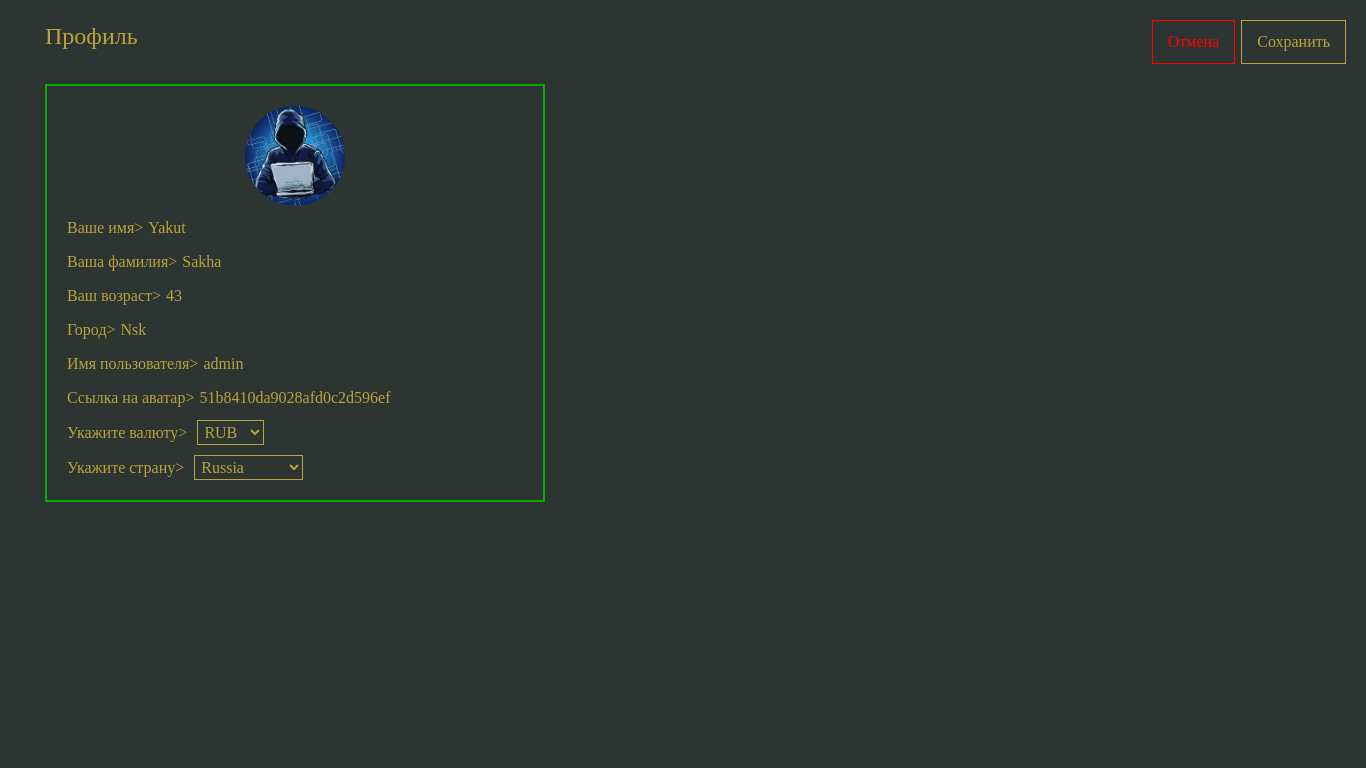 Профиль
Отмена
Сохранить
Ваше имя> Yakut
Ваша фамилия> Sakha
Ваш возраст> 43
Город> Nsk
Имя пользователя> admin
Ссылка на аватар> 51b8410da9028afd0c2d596ef
Укажите валюту> RUB
Укажите страну> Russia